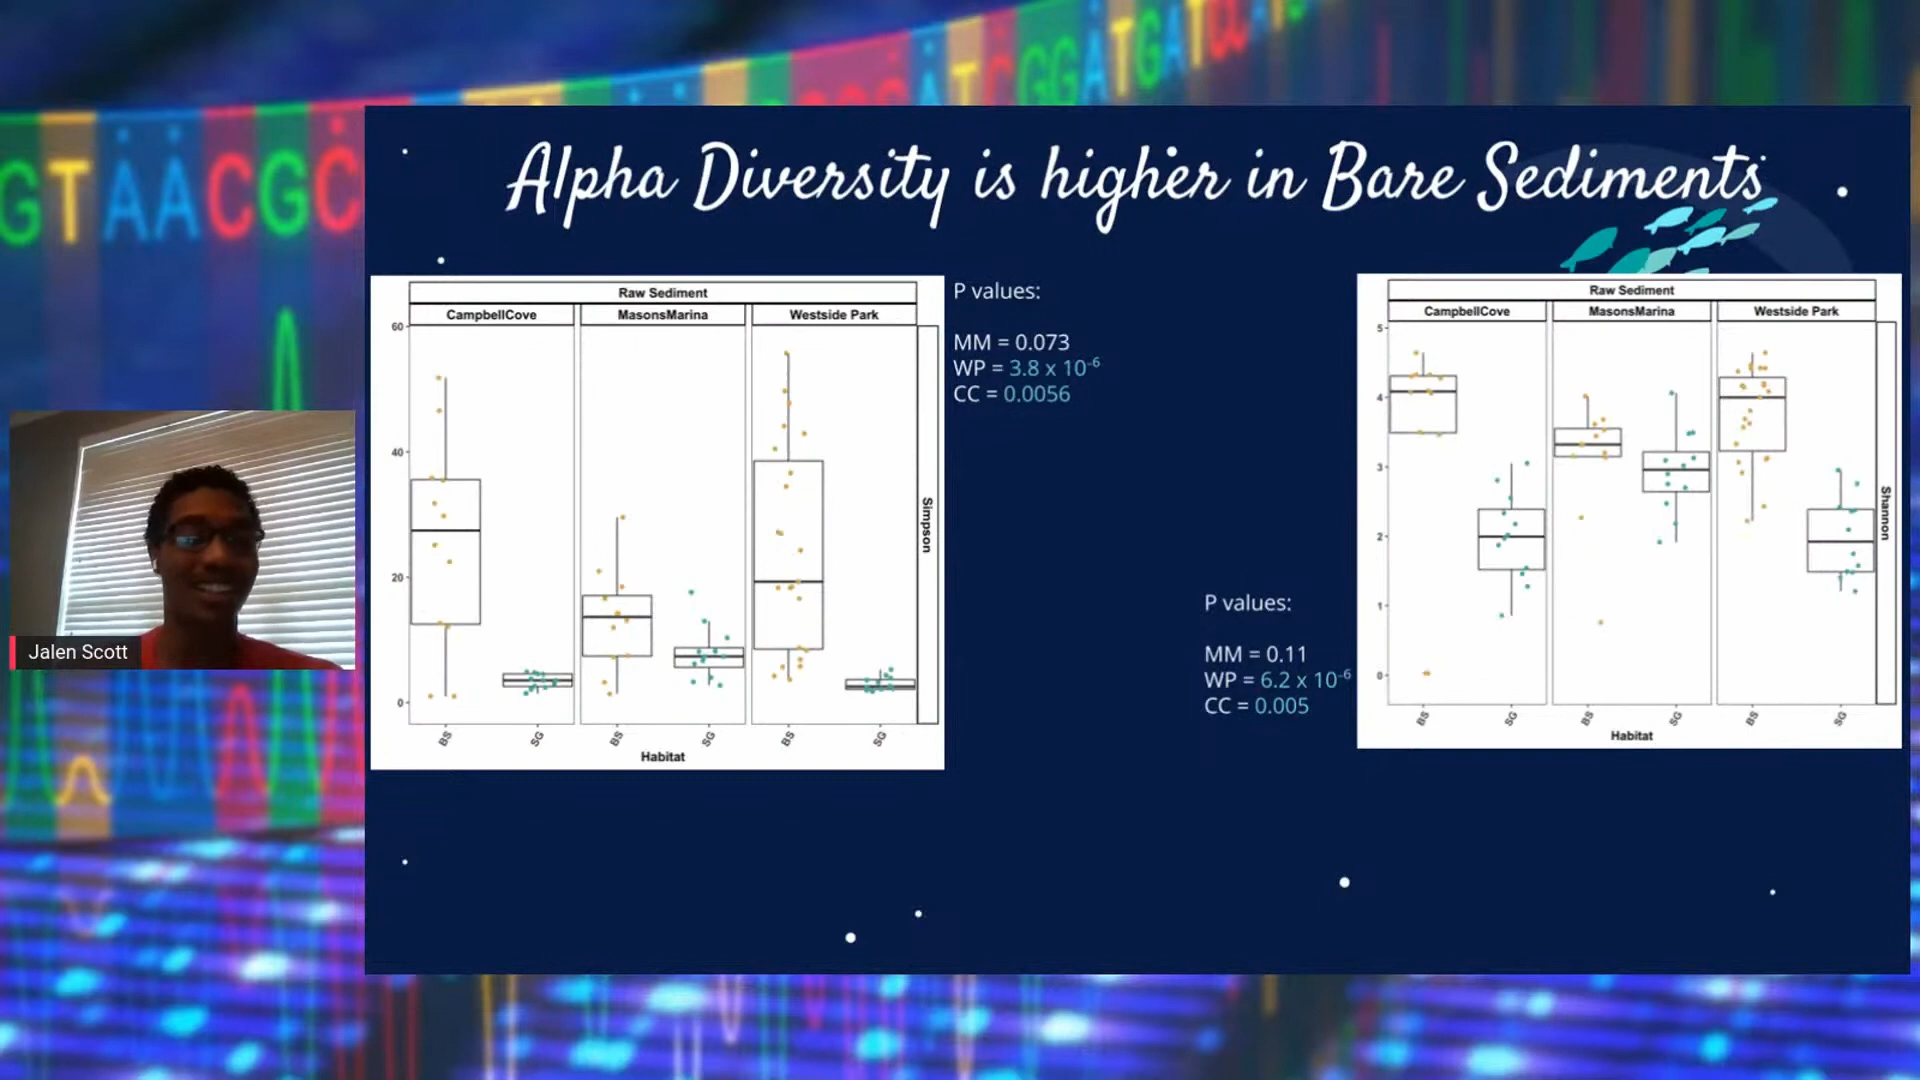 GTAACGC
ATCGGATGAT
Alpha Diversity is higher in Bare Sediments
Raw Sediment
CampbellCove
MasonsMarina
Westside Park
60
40
20
0
Simpson
BS
SG
BS
SG
BS
SG
Habitat
P values:
MM = 0.073
WP = 3.8 x 10⁻⁶
CC = 0.0056
P values:
MM = 0.11
WP = 6.2 x 10⁻⁶
CC = 0.005
Raw Sediment
CampbellCove
MasonsMarina
Westside Park
5
4
3
2
1
0
Shannon
BS
SG
BS
SG
BS
SG
Habitat
Jalen Scott